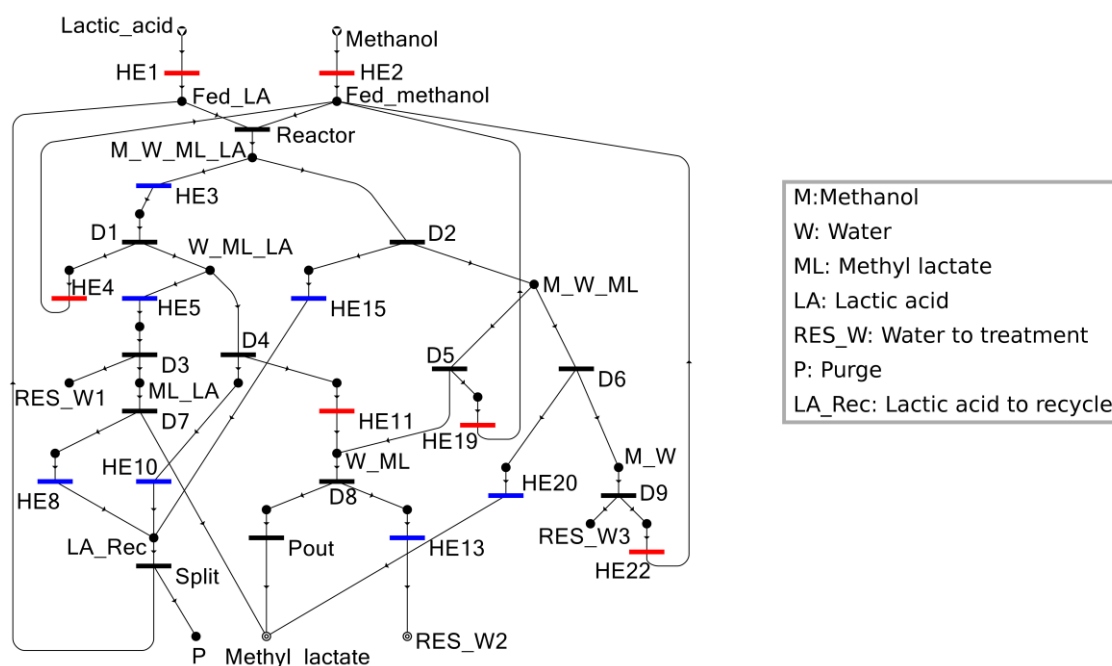 Lactic_acid
Methanol
HE1
HE2
Fed_LA
Fed_methanol
Reactor
M_W_ML_LA
HE3
D1
W_ML_LA
D2
HE4
HE5
HE15
M_W_ML
D3
D4
D5
D6
RES_W1
ML_LA
D7
HE11
HE19
HE8
HE10
W_ML
D8
HE20
M_W
D9
LA_Rec
Pout
HE13
RES_W3
HE22
Split
P
Methyl_lactate
RES_W2
M:Methanol
W: Water
ML: Methyl lactate
LA: Lactic acid
RES_W: Water to treatment
P: Purge
LA_Rec: Lactic acid to recycle